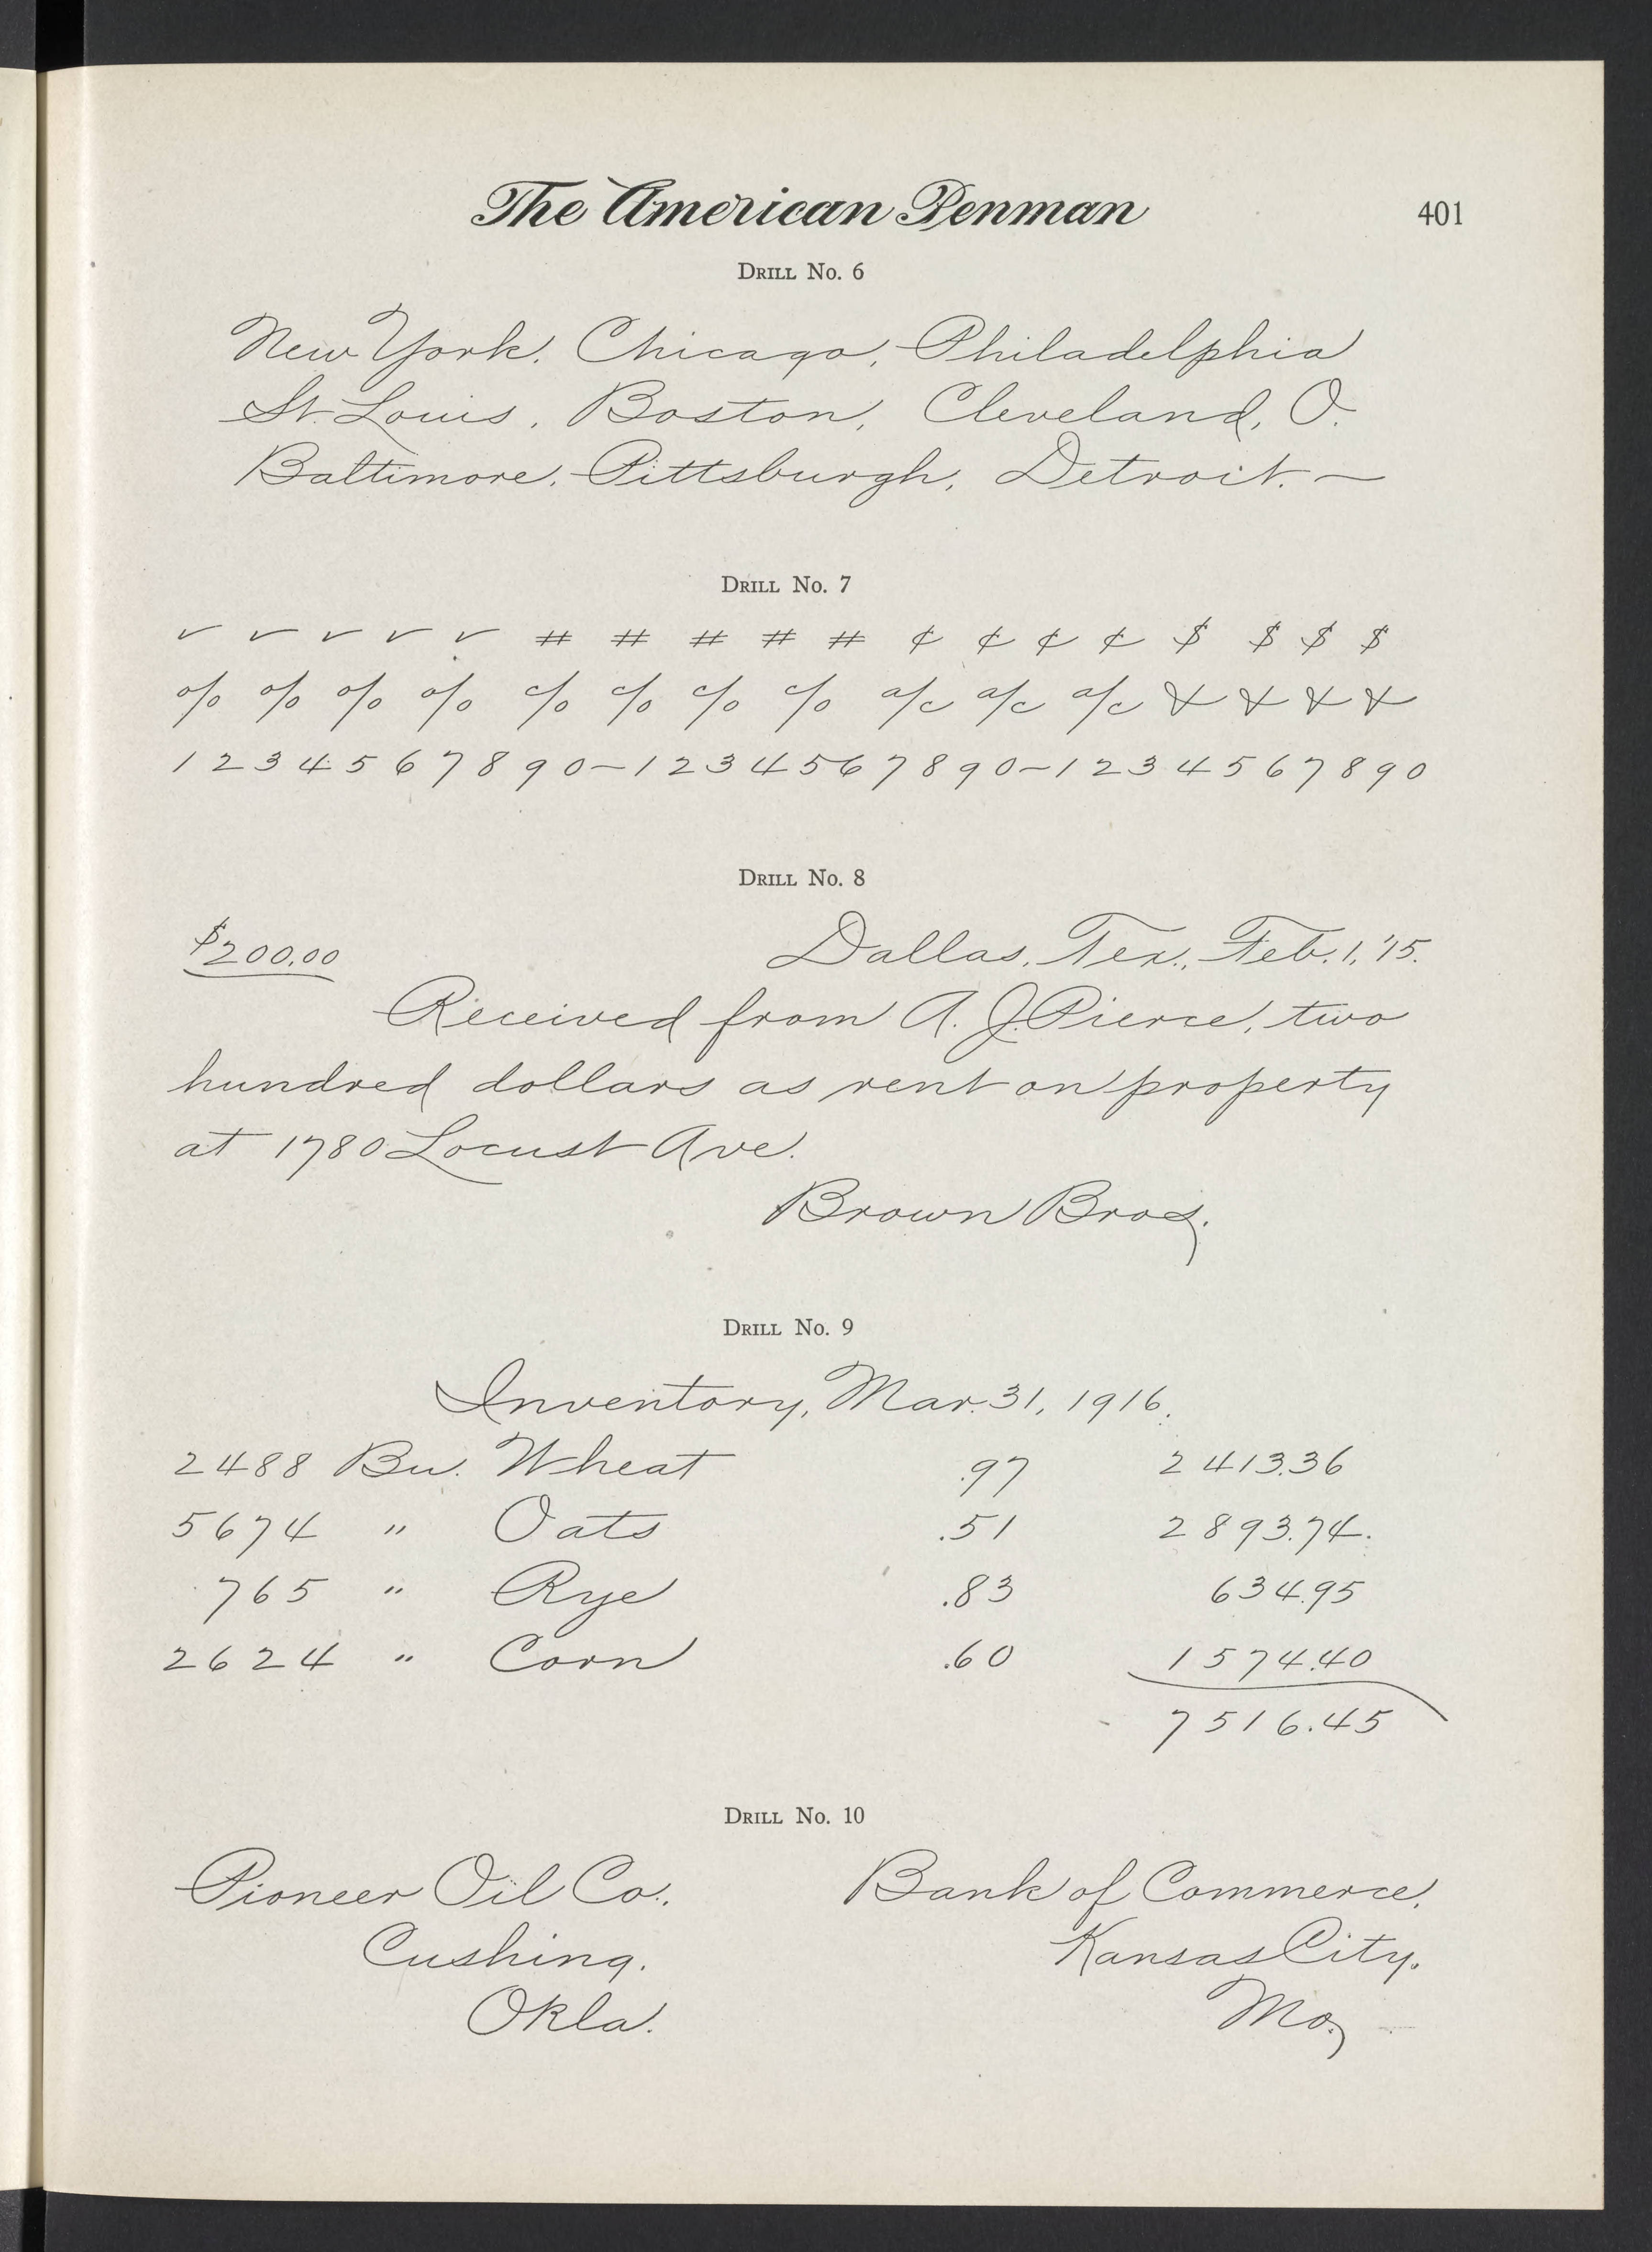 The American Penman 401
Drill No. 6
New York, Chicago, Philadelphia
St. Louis, Boston, Cleveland, O.
Baltimore, Pittsburgh, Detroit. —
Drill No. 7
✓ ✓ ✓ ✓ ✓ # # # # # ¢ ¢ ¢ ¢ $ $ $ $
% % % % c/o c/o c/o c/o a/c a/c a/c & & & &
1 2 3 4 5 6 7 8 9 0 — 1 2 3 4 5 6 7 8 9 0 — 1 2 3 4 5 6 7 8 9 0
Drill No. 8
$200.00 Dallas, Tex., Feb. 1, '15.
Received from A. J. Pierce, two
hundred dollars as rent on property
at 1780 Locust Ave.
Brown Bros.
Drill No. 9
Inventory, Mar. 31, 1916.
2488 Bu. Wheat .97 2413.36
5674 " Oats .51 2893.74.
765 " Rye .83 634.95
2624 " Corn .60 1574.40
7516.45
Drill No. 10
Pioneer Oil Co., Bank of Commerce,
Cushing, Kansas City,
Okla. Mo.